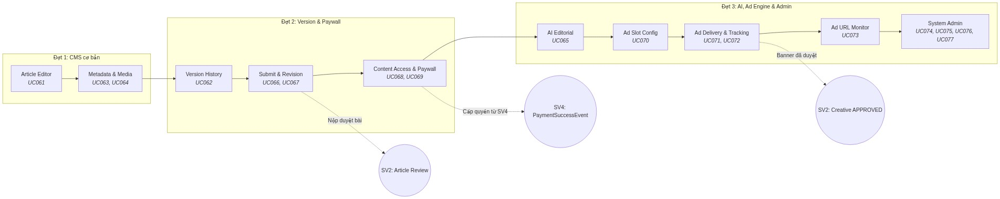 Đợt 1: CMS cơ bản
Article Editor
UC061
Metadata & Media
UC063, UC064
Đợt 2: Version & Paywall
Version History
UC062
Submit & Revision
UC066, UC067
Content Access & Paywall
UC068, UC069
Nộp duyệt bài
Cấp quyền từ SV4
SV2: Article Review
SV4:
PaymentSuccessEvent
Đợt 3: AI, Ad Engine & Admin
AI Editorial
UC065
Ad Slot Config
UC070
Ad Delivery & Tracking
UC071, UC072
Ad URL Monitor
UC073
System Admin
UC074, UC075, UC076,
UC077
Banner đã duyệt
SV2: Creative APPROVED